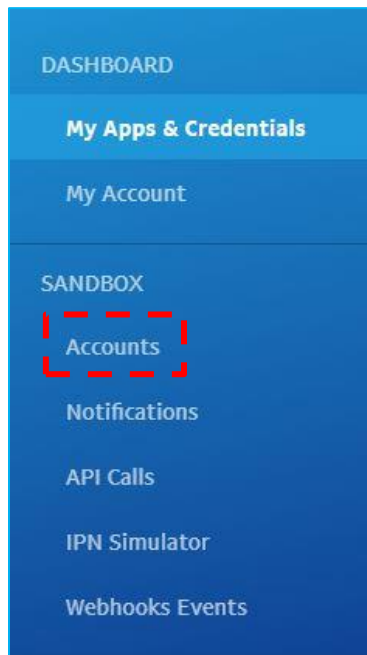 DASHBOARD
My Apps & Credentials
My Account
SANDBOX
Accounts
Notifications
API Calls
IPN Simulator
Webhooks Events